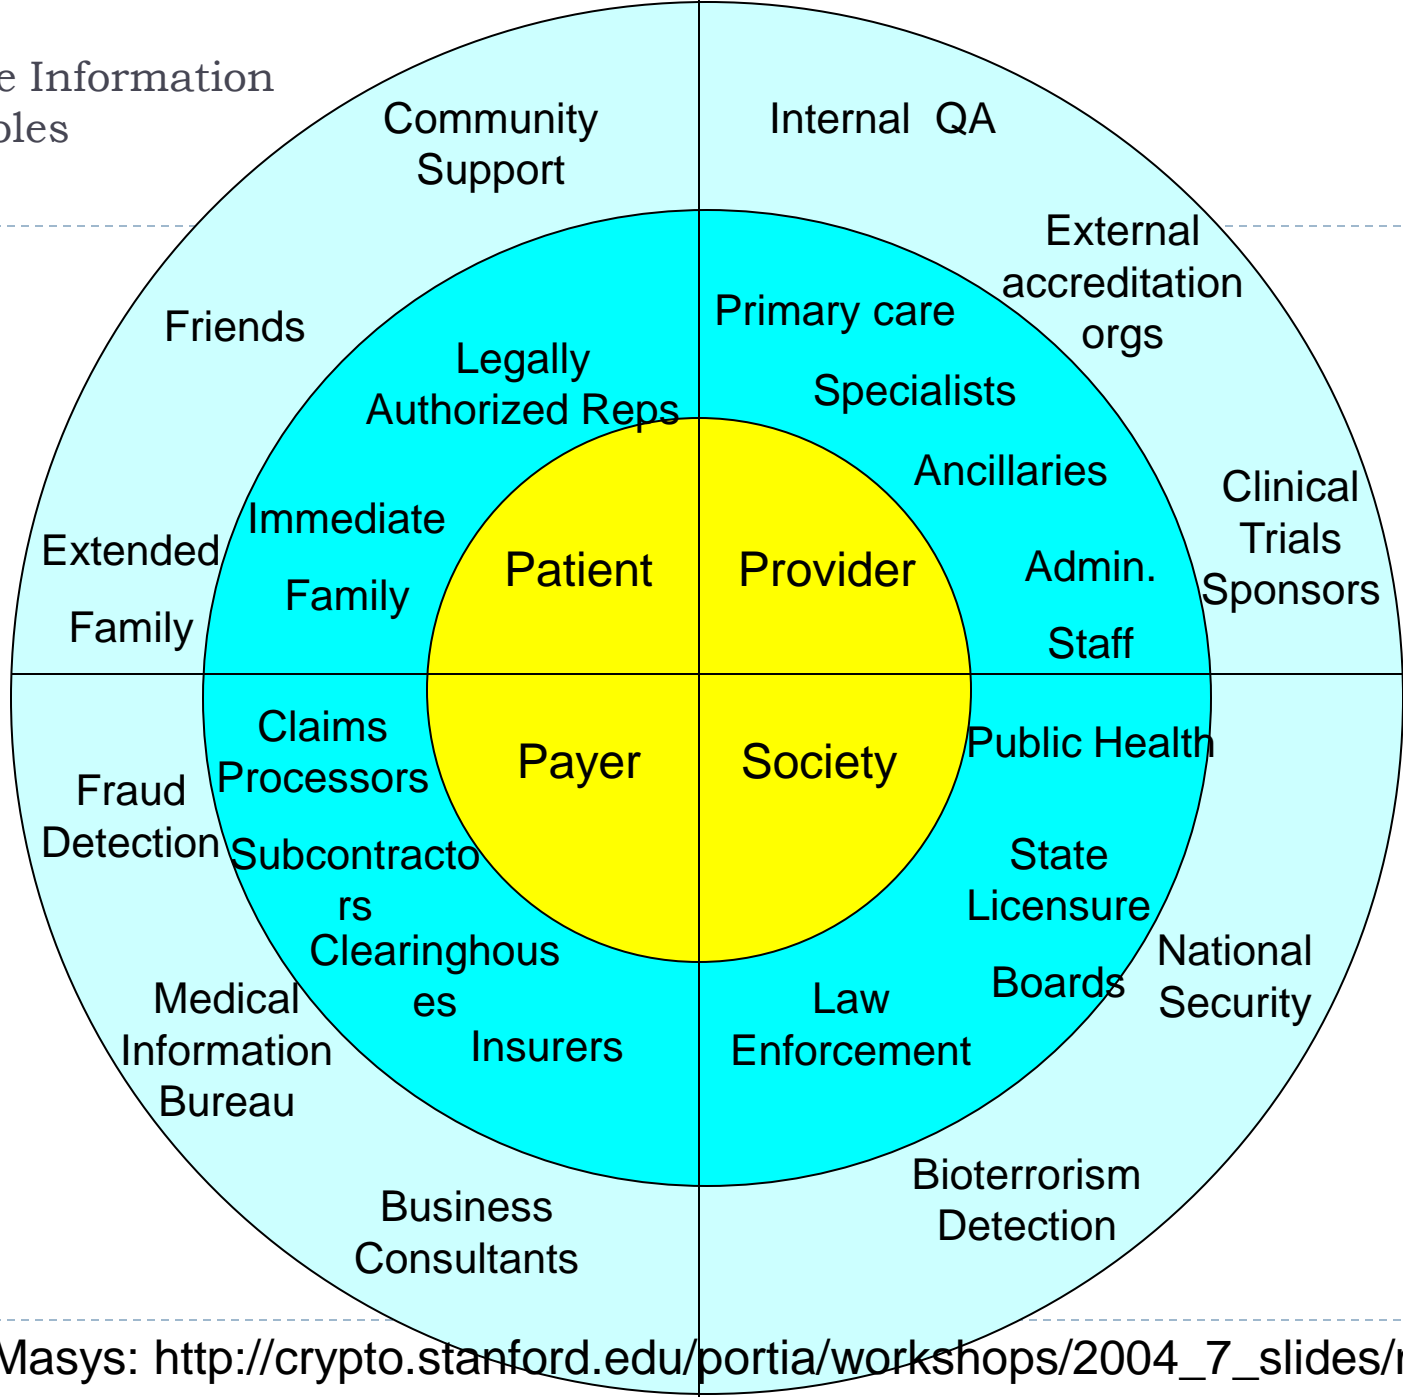 e Information
oles
Community
Support
Internal QA
External
accreditation
orgs
Friends
Primary care
Legally
Authorized Reps
Specialists
Ancillaries
Clinical
Trials
Sponsors
Immediate
Family
Extended
Family
Patient
Provider
Admin.
Staff
Claims
Processors
Payer
Society
Public Health
Fraud
Detection
Subcontracto
rs
State
Licensure
Boards
Clearinghous
es
National
Security
Medical
Information
Bureau
Insurers
Law
Enforcement
Business
Consultants
Bioterrorism
Detection
Masys: http://crypto.stanford.edu/portia/workshops/2004_7_slides/